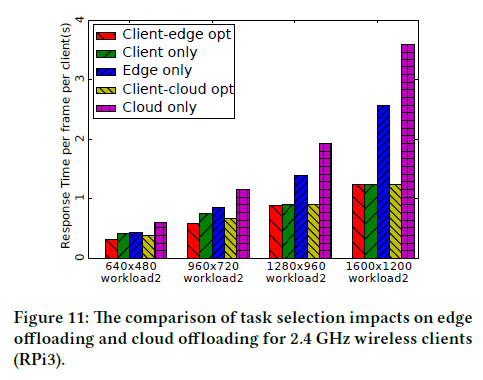 4
3
2
1
0
Response Time per frame per client(s)
Client-edge opt
Client only
Edge only
Client-cloud opt
Cloud only
640x480
workload2
960x720
workload2
1280x960
workload2
1600x1200
workload2
Figure 11: The comparison of task selection impacts on edge
offloading and cloud offloading for 2.4 GHz wireless clients
(RPi3).